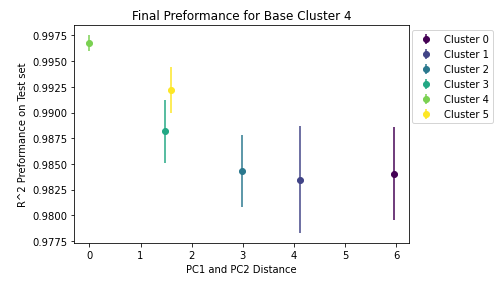 Final Preformance for Base Cluster 4
R^2 Preformance on Test set
0.9975
0.9950
0.9925
0.9900
0.9875
0.9850
0.9825
0.9800
0.9775
0 1 2 3 4 5 6
PC1 and PC2 Distance
Cluster 0
Cluster 1
Cluster 2
Cluster 3
Cluster 4
Cluster 5